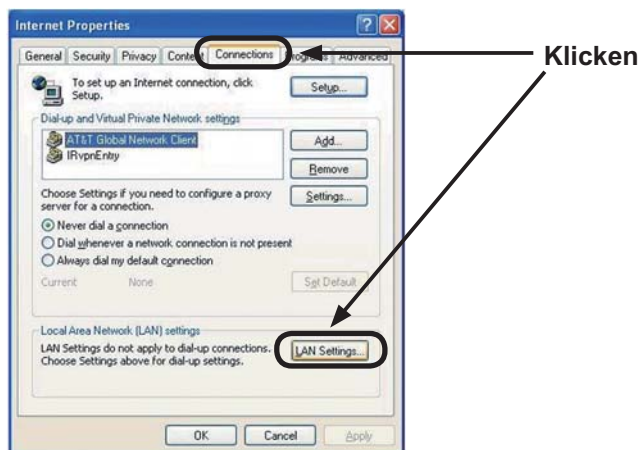 Internet Properties
General Security Privacy Content Connections Programs Advanced
Klicken
To set up an Internet connection, click
Setup.
Setup...
Dial-up and Virtual Private Network settings
AT&T Global Network Client
IRvpnEntry
Add...
Remove
Choose Settings if you need to configure a proxy
server for a connection.
Settings...
Never dial a connection
Dial whenever a network connection is not present
Always dial my default connection
Current None
Set Default
Local Area Network (LAN) settings
LAN Settings do not apply to dial-up connections.
Choose Settings above for dial-up settings.
LAN Settings...
OK Cancel Apply